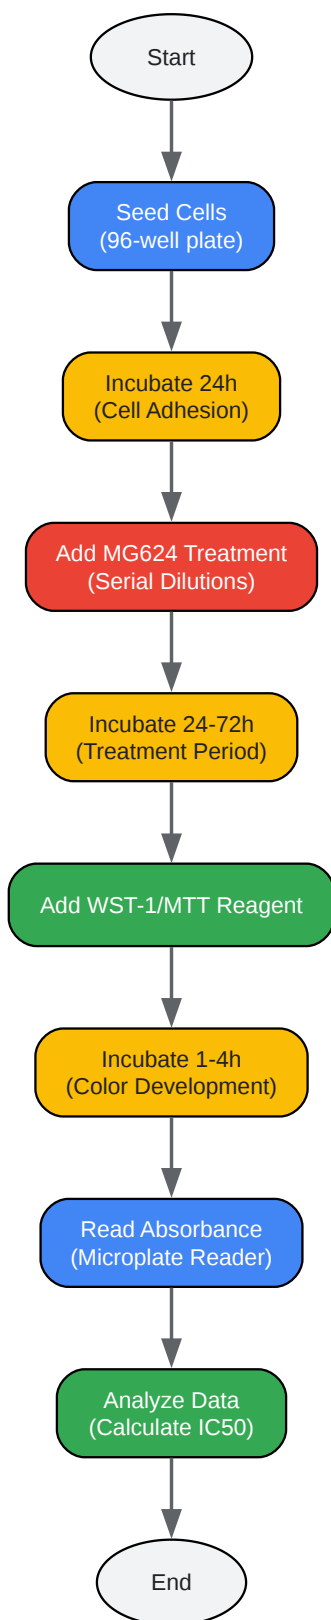 Start
Seed Cells
(96-well plate)
Incubate 24h
(Cell Adhesion)
Add MG624 Treatment
(Serial Dilutions)
Incubate 24-72h
(Treatment Period)
Add WST-1/MTT Reagent
Incubate 1-4h
(Color Development)
Read Absorbance
(Microplate Reader)
Analyze Data
(Calculate IC50)
End